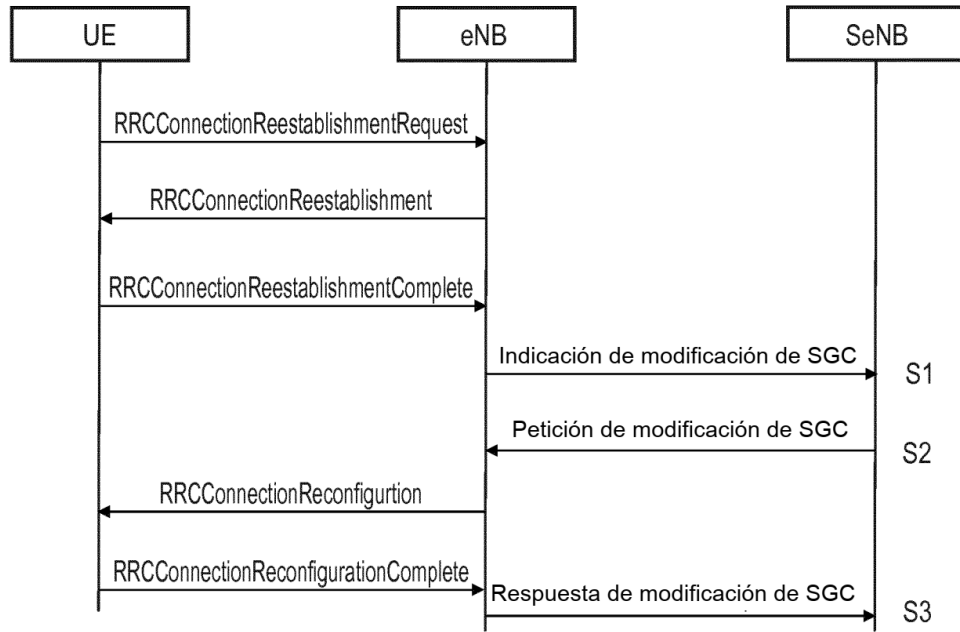 UE eNB SeNB
RRCConnectionReestablishmentRequest
RRCConnectionReestablishment
RRCConnectionReestablishmentComplete
Indicación de modificación de SGC S1
Petición de modificación de SGC S2
RRCConnectionReconfigurtion
RRCConnectionReconfigurationComplete
Respuesta de modificación de SGC S3